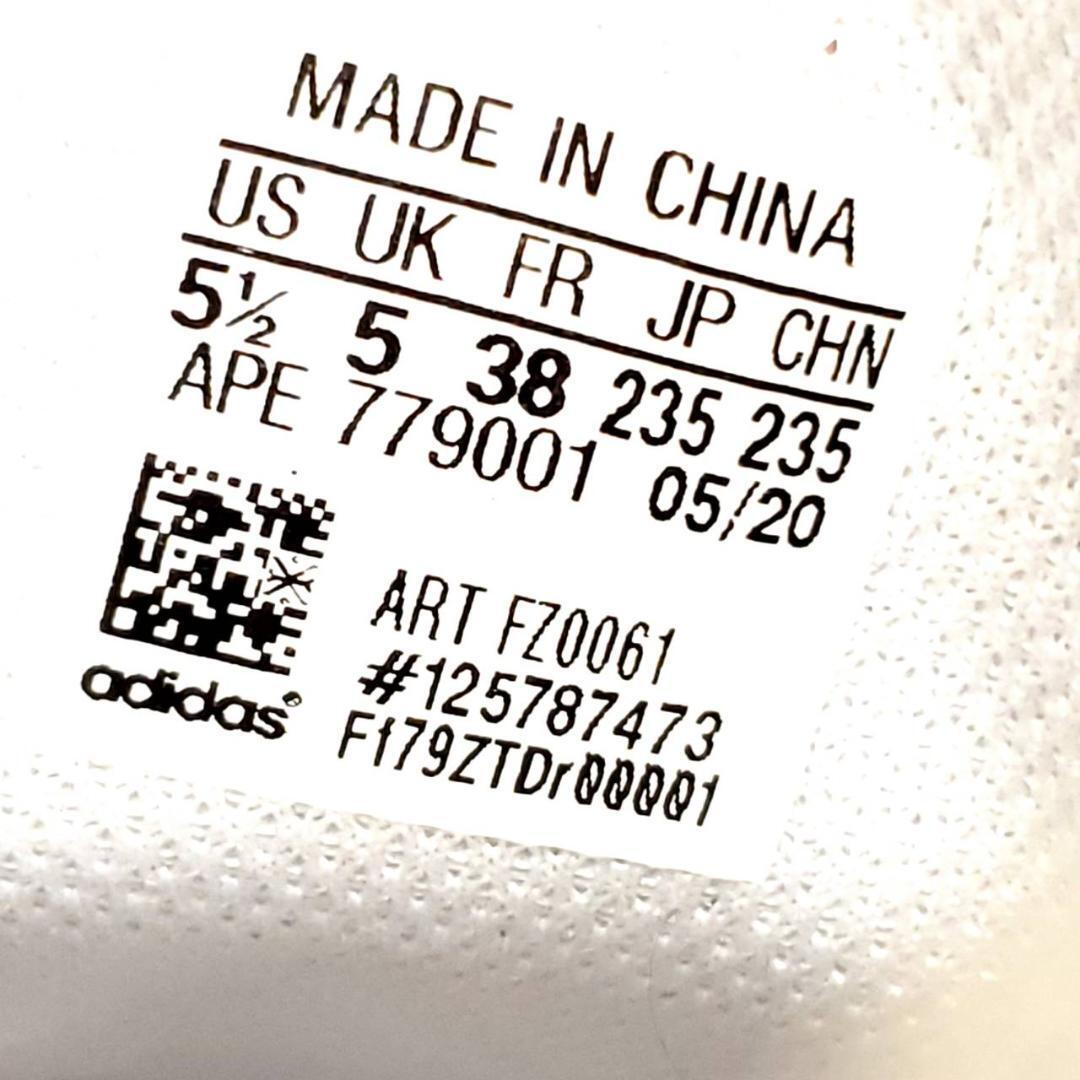 MADE IN CHINA
US UK FR JP CHN
5½ 5 38 235 235
APE 779001 05/20
ART FZ0061
#125787473
Ff79ZTDr00001
adidas®